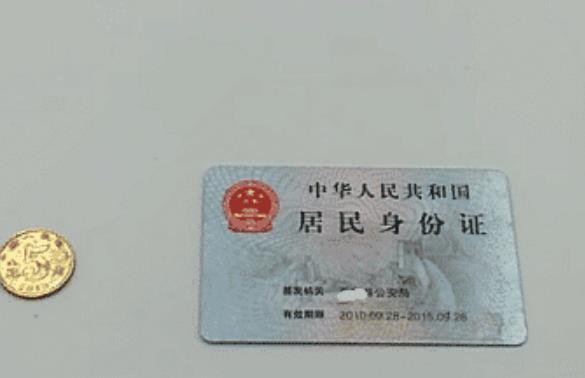 中华人民共和国
居民身份证
签发机关 公安局
有效期限 2010.09.28-2015.09.28
5